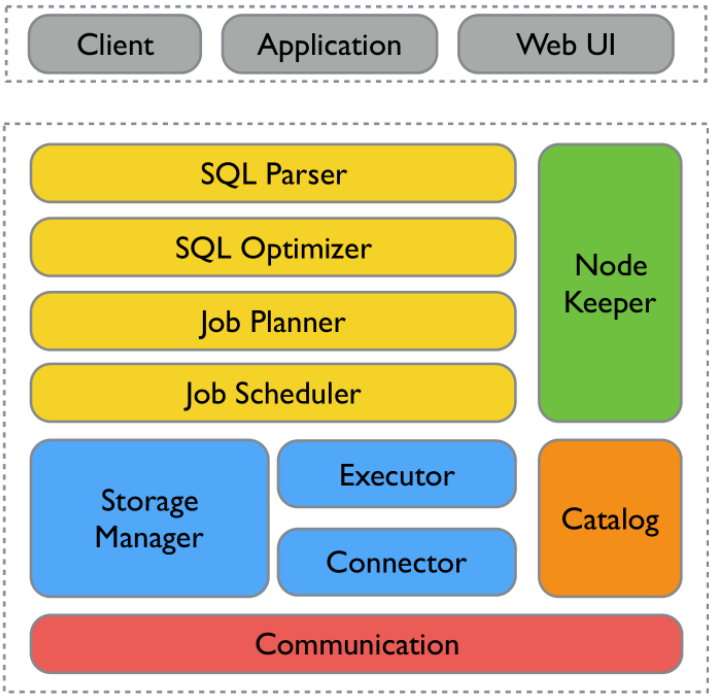 Client
Application
Web UI
SQL Parser
SQL Optimizer
Job Planner
Job Scheduler
Node
Keeper
Storage
Manager
Executor
Connector
Catalog
Communication